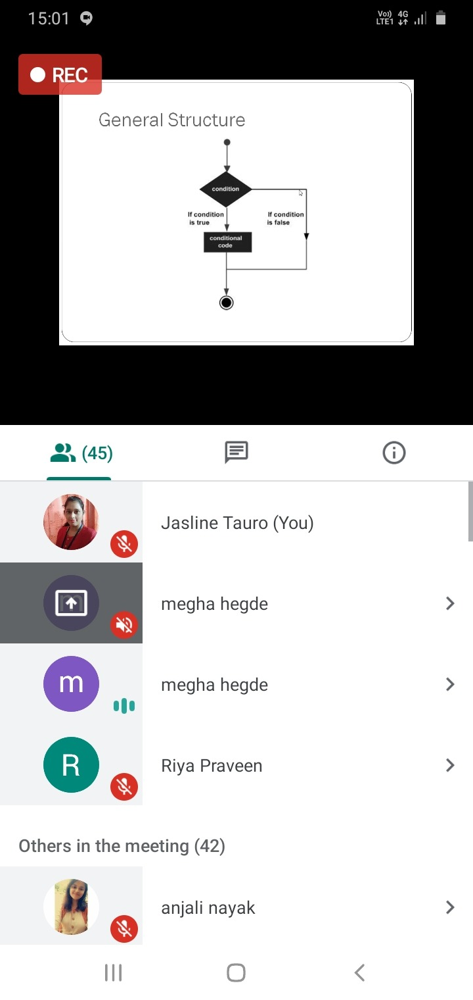 15:01
Vo)) 4G
LTE1
REC
General Structure
condition
If condition
is true
If condition
is false
conditional
code
(45)
Jasline Tauro (You)
m
megha hegde
m
megha hegde
R
Riya Praveen
Others in the meeting (42)
anjali nayak